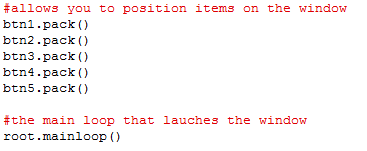 #allows you to position items on the window
btn1.pack()
btn2.pack()
btn3.pack()
btn4.pack()
btn5.pack()
#the main loop that lauches the window
root.mainloop()